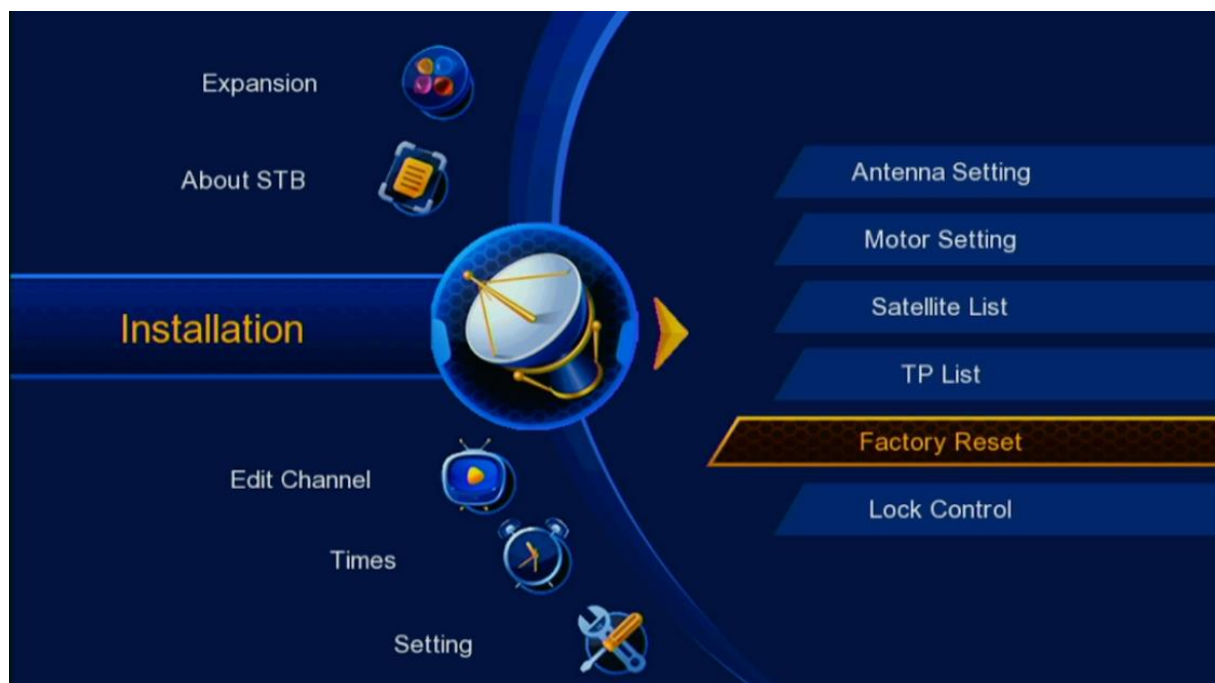 Expansion
About STB
Installation
Edit Channel
Times
Setting
Antenna Setting
Motor Setting
Satellite List
TP List
Factory Reset
Lock Control